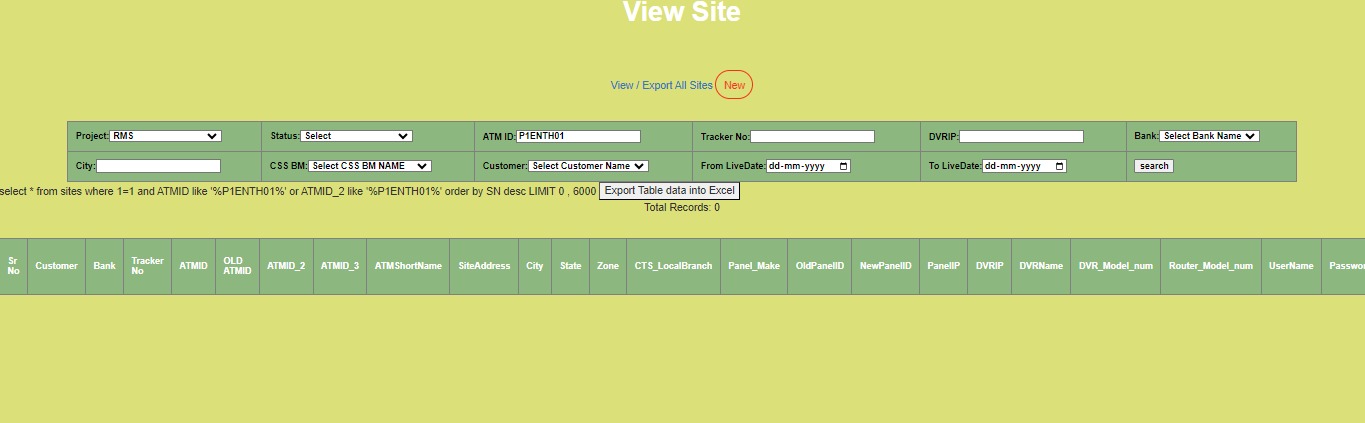 View Site
View / Export All Sites New
Project: RMS Status: Select ATM ID: P1ENTH01 Tracker No: DVRIP: Bank: Select Bank Name
City: CSS BM: Select CSS BM NAME Customer: Select Customer Name From LiveDate: dd-mm-yyyy To LiveDate: dd-mm-yyyy search
select * from sites where 1=1 and ATMID like '%P1ENTH01%' or ATMID_2 like '%P1ENTH01%' order by SN desc LIMIT 0 , 6000 Export Table data into Excel
Total Records: 0
Sr No Customer Bank Tracker No ATMID OLD ATMID ATMID_2 ATMID_3 ATMShortName SiteAddress City State Zone CTS_LocalBranch Panel_Make OldPanelID NewPanelID PanelIP DVRIP DVRName DVR_Model_num Router_Model_num UserName Passwor